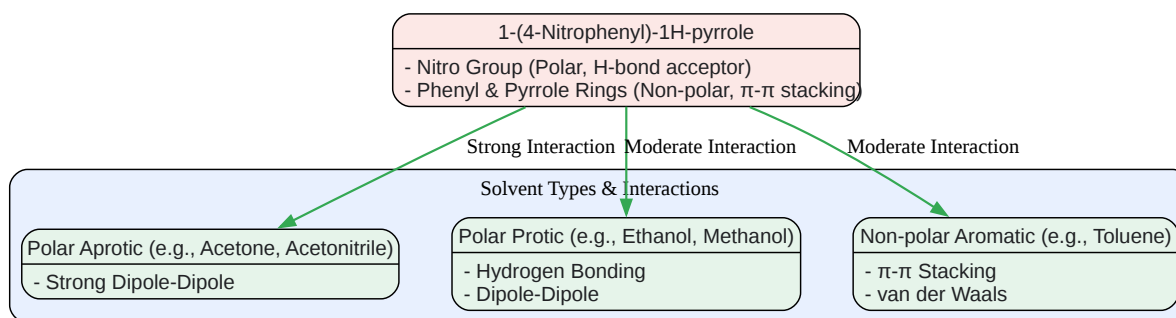 1-(4-Nitrophenyl)-1H-pyrrole
- Nitro Group (Polar, H-bond acceptor)
- Phenyl & Pyrrole Rings (Non-polar, π-π stacking)
Strong Interaction
Moderate Interaction
Moderate Interaction
Solvent Types & Interactions
Polar Aprotic (e.g., Acetone, Acetonitrile)
- Strong Dipole-Dipole
Polar Protic (e.g., Ethanol, Methanol)
- Hydrogen Bonding
- Dipole-Dipole
Non-polar Aromatic (e.g., Toluene)
- π-π Stacking
- van der Waals